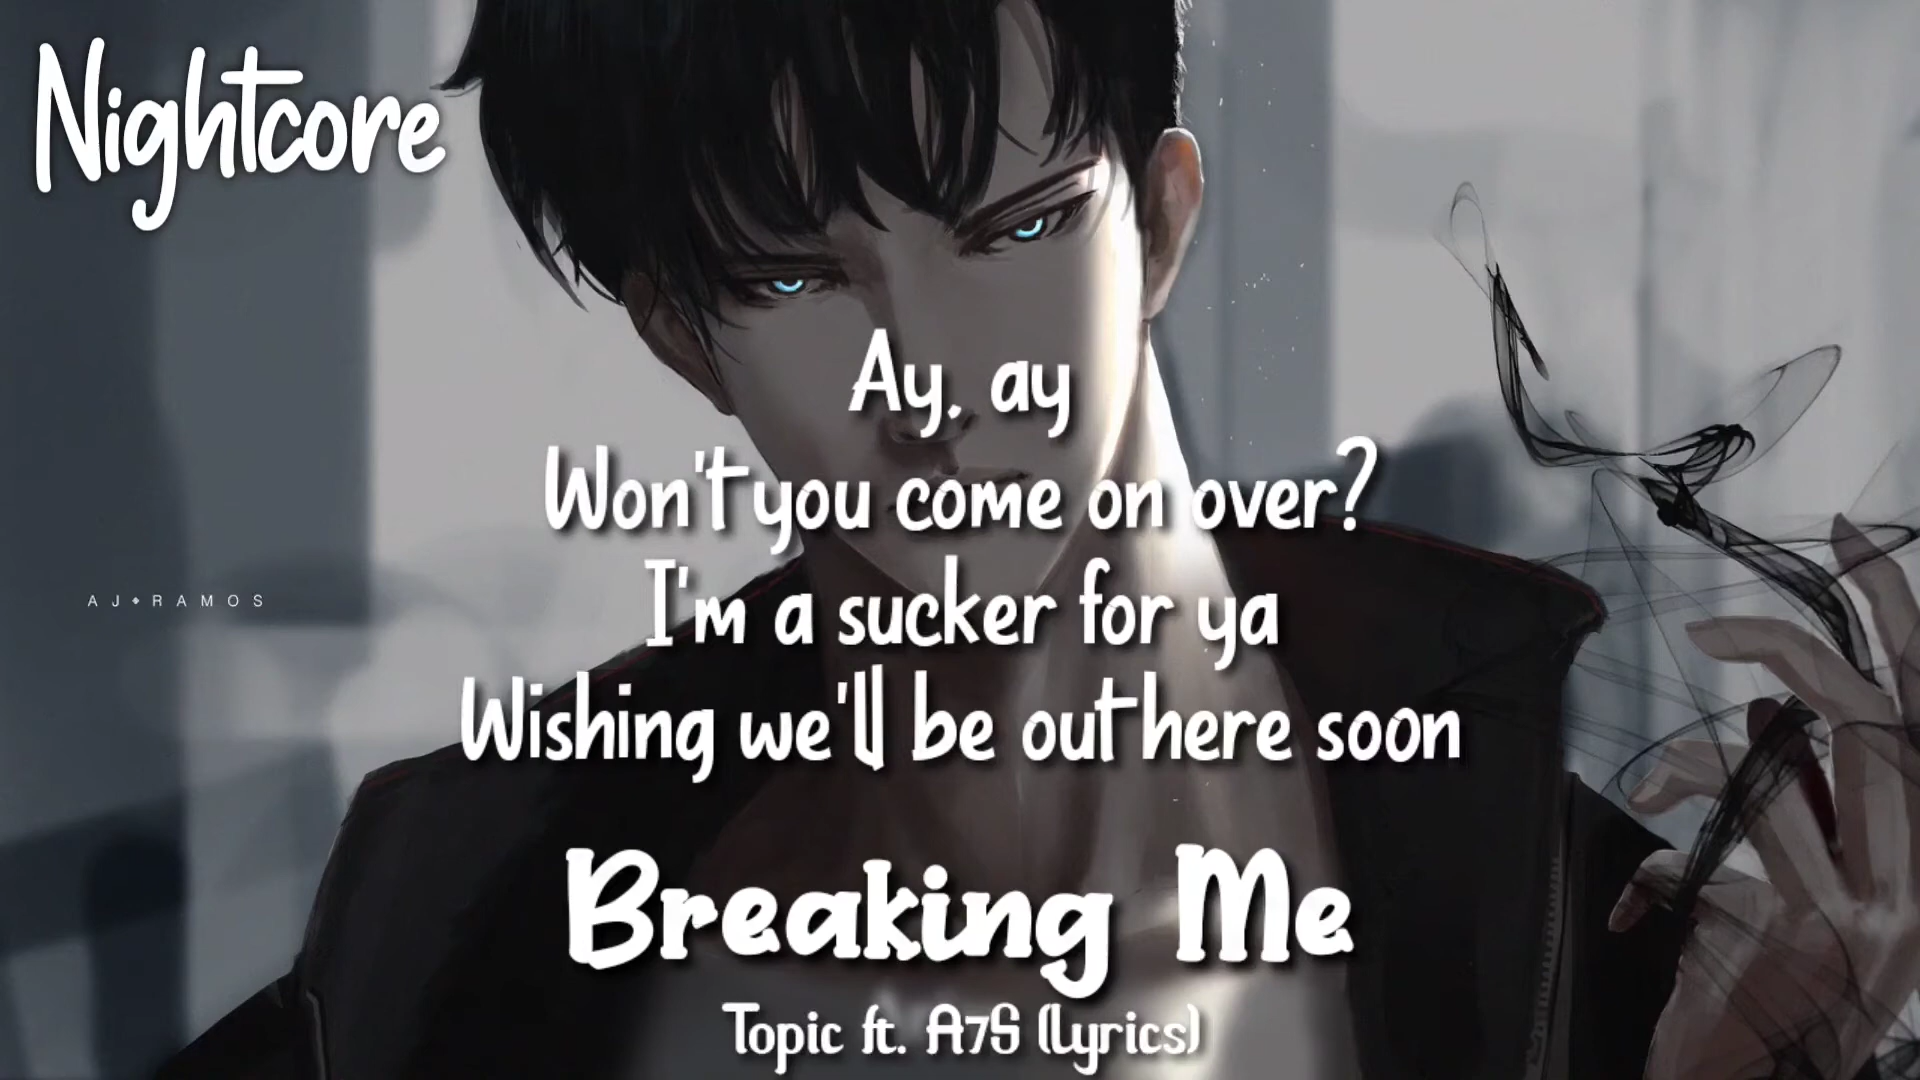 Nightcore
Ay, ay
Won't you come on over?
AJ◆RAMOS
I'm a sucker for ya
Wishing we'll be out here soon
Breaking Me
Topic ft. A7S (Lyrics)